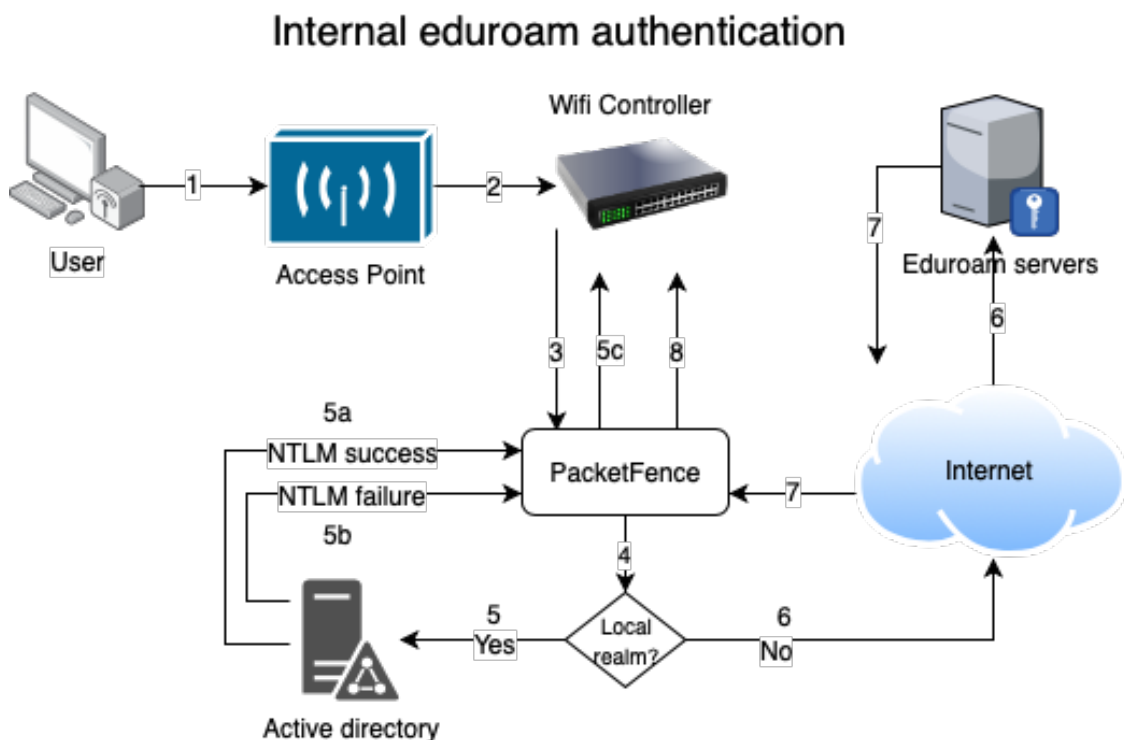 Internal eduroam authentication
Wifi Controller
1
2
User
Access Point
7
Eduroam servers
3
5c
8
6
5a
NTLM success
PacketFence
Internet
NTLM failure
7
5b
4
5
Yes
Local
realm?
6
No
Active directory